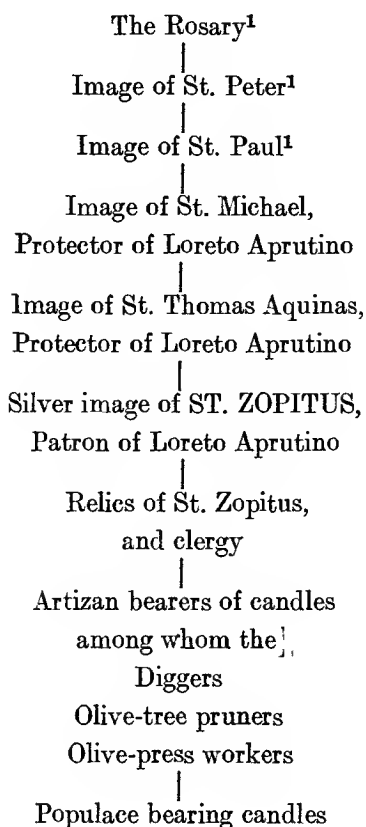 The Rosary¹
Image of St. Peter¹
Image of St. Paul¹
Image of St. Michael,
Protector of Loreto Aprutino
Image of St. Thomas Aquinas,
Protector of Loreto Aprutino
Silver image of ST. ZOPITUS,
Patron of Loreto Aprutino
Relics of St. Zopitus,
and clergy
Artizan bearers of candles
among whom the
Diggers
Olive-tree pruners
Olive-press workers
Populace bearing candles